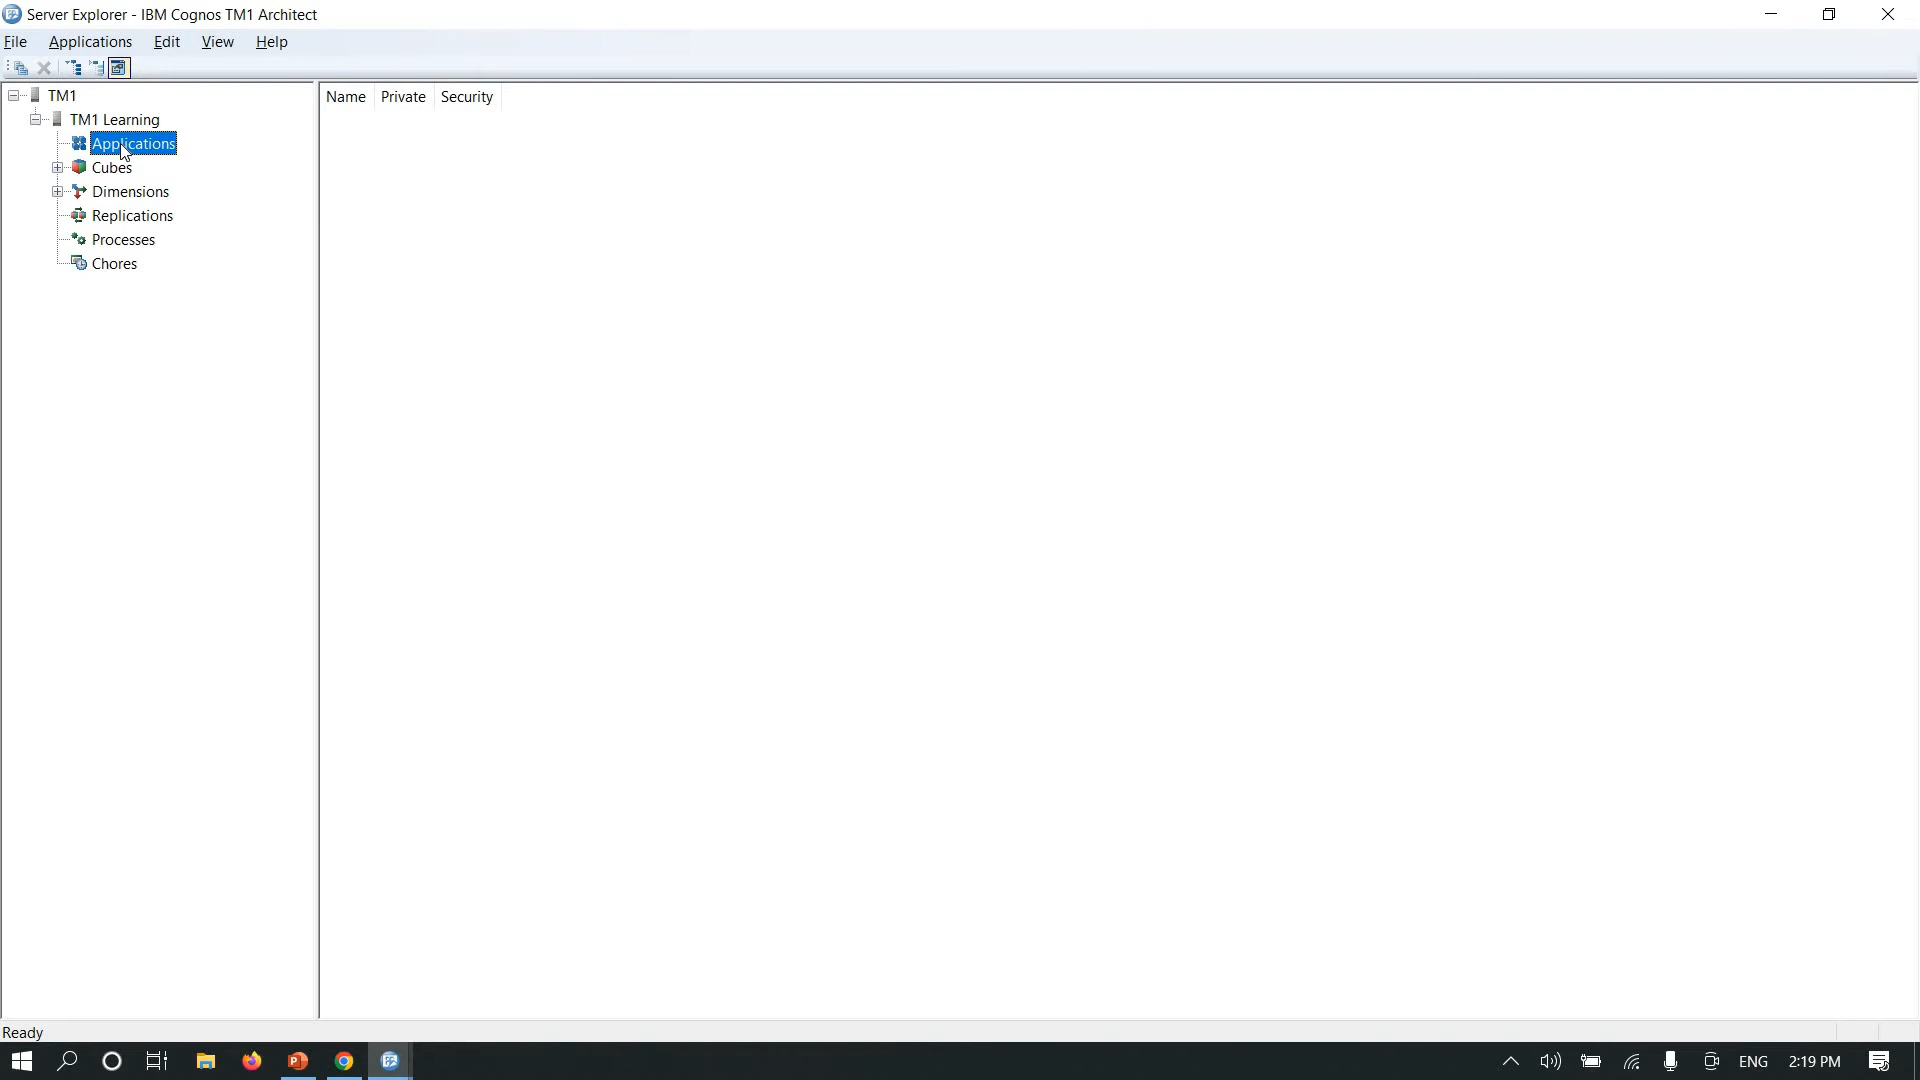 Server Explorer - IBM Cognos TM1 Architect
File Applications Edit View Help
TM1
TM1 Learning
Applications
Cubes
Dimensions
Replications
Processes
Chores
Name Private Security
Ready
ENG 2:19 PM